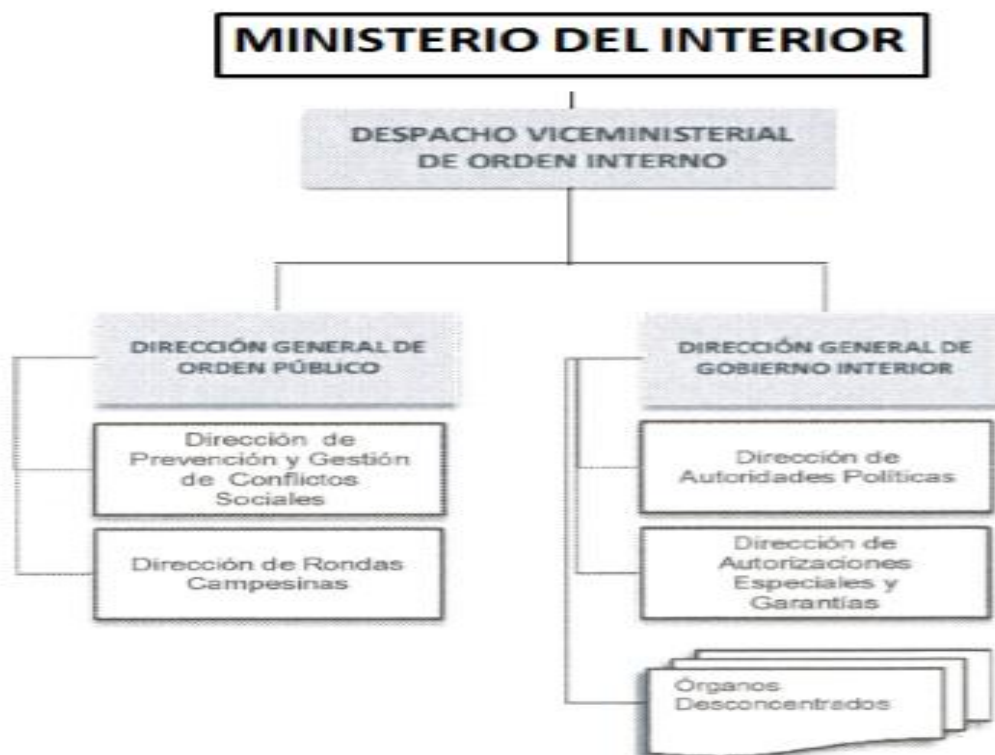 MINISTERIO DEL INTERIOR
DESPACHO VICEMINISTERIAL
DE ORDEN INTERNO
DIRECCIÓN GENERAL DE
ORDEN PÚBLICO
Dirección de
Prevención y Gestión
de Conflictos
Sociales
Dirección de Rondas
Campesinas
DIRECCIÓN GENERAL DE
GOBIERNO INTERIOR
Dirección de
Autoridades Políticas
Dirección de
Autorizaciones
Especiales y
Garantías
Órganos
Desconcentrados